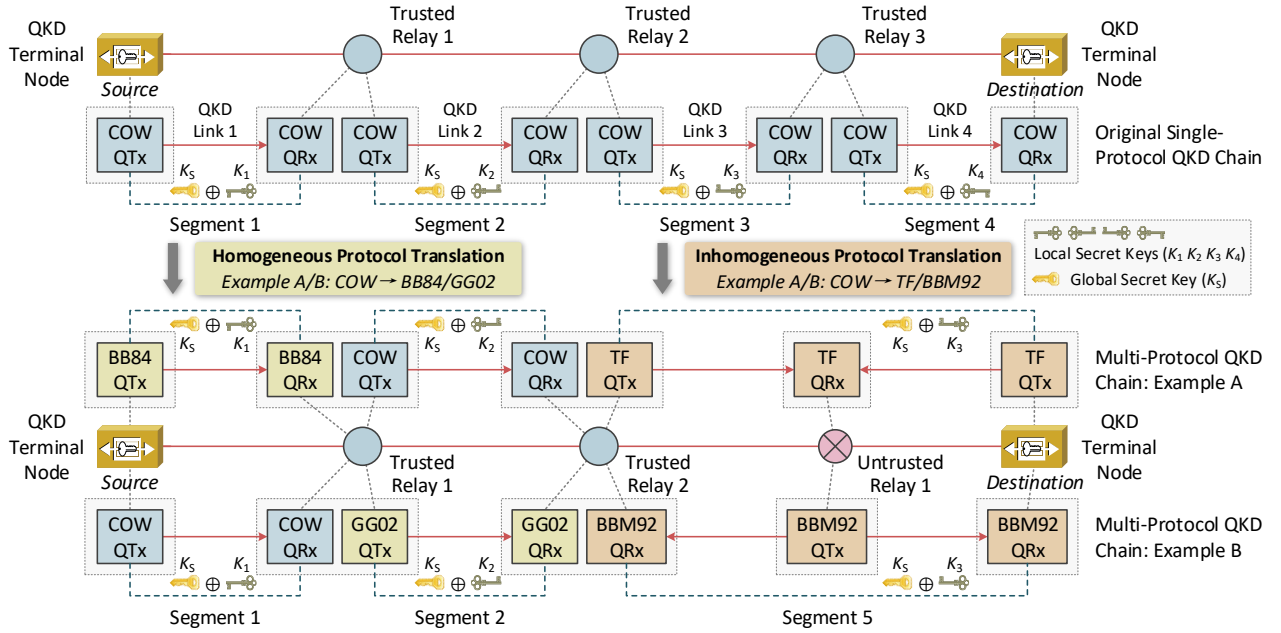 QKD
Terminal
Node
Source
Trusted
Relay 1
Trusted
Relay 2
Trusted
Relay 3
QKD
Terminal
Node
Destination
COW
QTx
QKD
Link 1
COW
QRx
COW
QTx
QKD
Link 2
COW
QRx
COW
QTx
QKD
Link 3
COW
QRx
COW
QTx
QKD
Link 4
COW
QRx
Original Single-
Protocol QKD Chain
KS ⊕ K1
KS ⊕ K2
KS ⊕ K3
KS ⊕ K4
Segment 1
Segment 2
Segment 3
Segment 4
Homogeneous Protocol Translation
Example A/B: COW → BB84/GG02
Inhomogeneous Protocol Translation
Example A/B: COW → TF/BBM92
Local Secret Keys (K1 K2 K3 K4)
Global Secret Key (KS)
KS ⊕ K1
KS ⊕ K2
KS ⊕ K3
BB84
QTx
BB84
QRx
COW
QTx
COW
QRx
TF
QTx
TF
QRx
TF
QTx
Multi-Protocol QKD
Chain: Example A
QKD
Terminal
Node
Source
Trusted
Relay 1
Trusted
Relay 2
Untrusted
Relay 1
QKD
Terminal
Node
Destination
COW
QTx
COW
QRx
GG02
QTx
GG02
QRx
BBM92
QRx
BBM92
QTx
BBM92
QRx
Multi-Protocol QKD
Chain: Example B
KS ⊕ K1
KS ⊕ K2
KS ⊕ K3
Segment 1
Segment 2
Segment 5